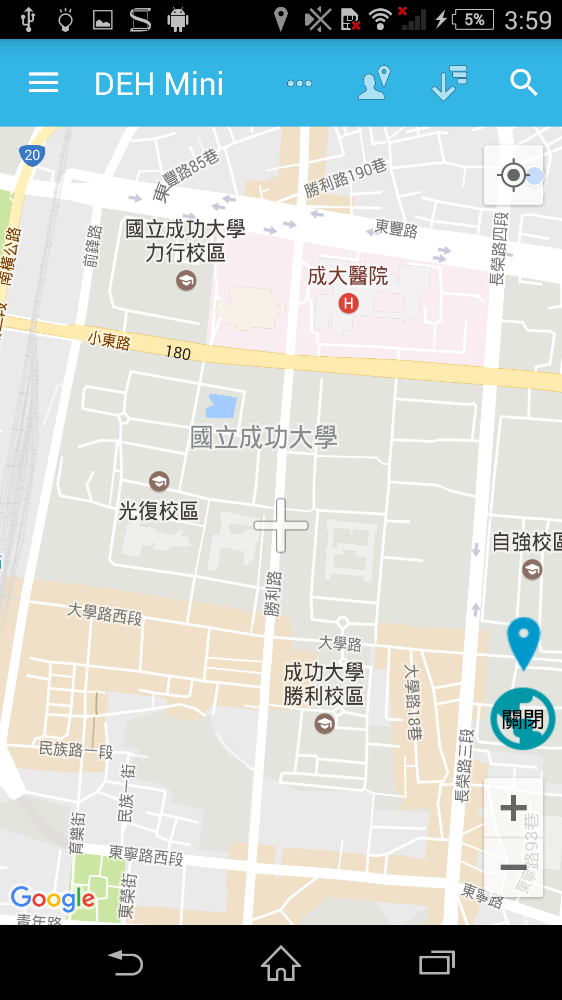 5%
3:59
DEH Mini
20
東豐路85巷
勝利路190巷
東豐路
長榮路四段
國立成功大學
力行校區
前鋒路
南橫公路
成大醫院
H
小東路
180
國立成功大學
光復校區
自強校區
勝利路
大學路西段
大學路
成功大學
勝利校區
大學路18巷
關閉
長榮路三段
民族路一段
民族一街
育樂街
東寧路西段
東寧路93巷
東榮街
東寧路
Google
青年路